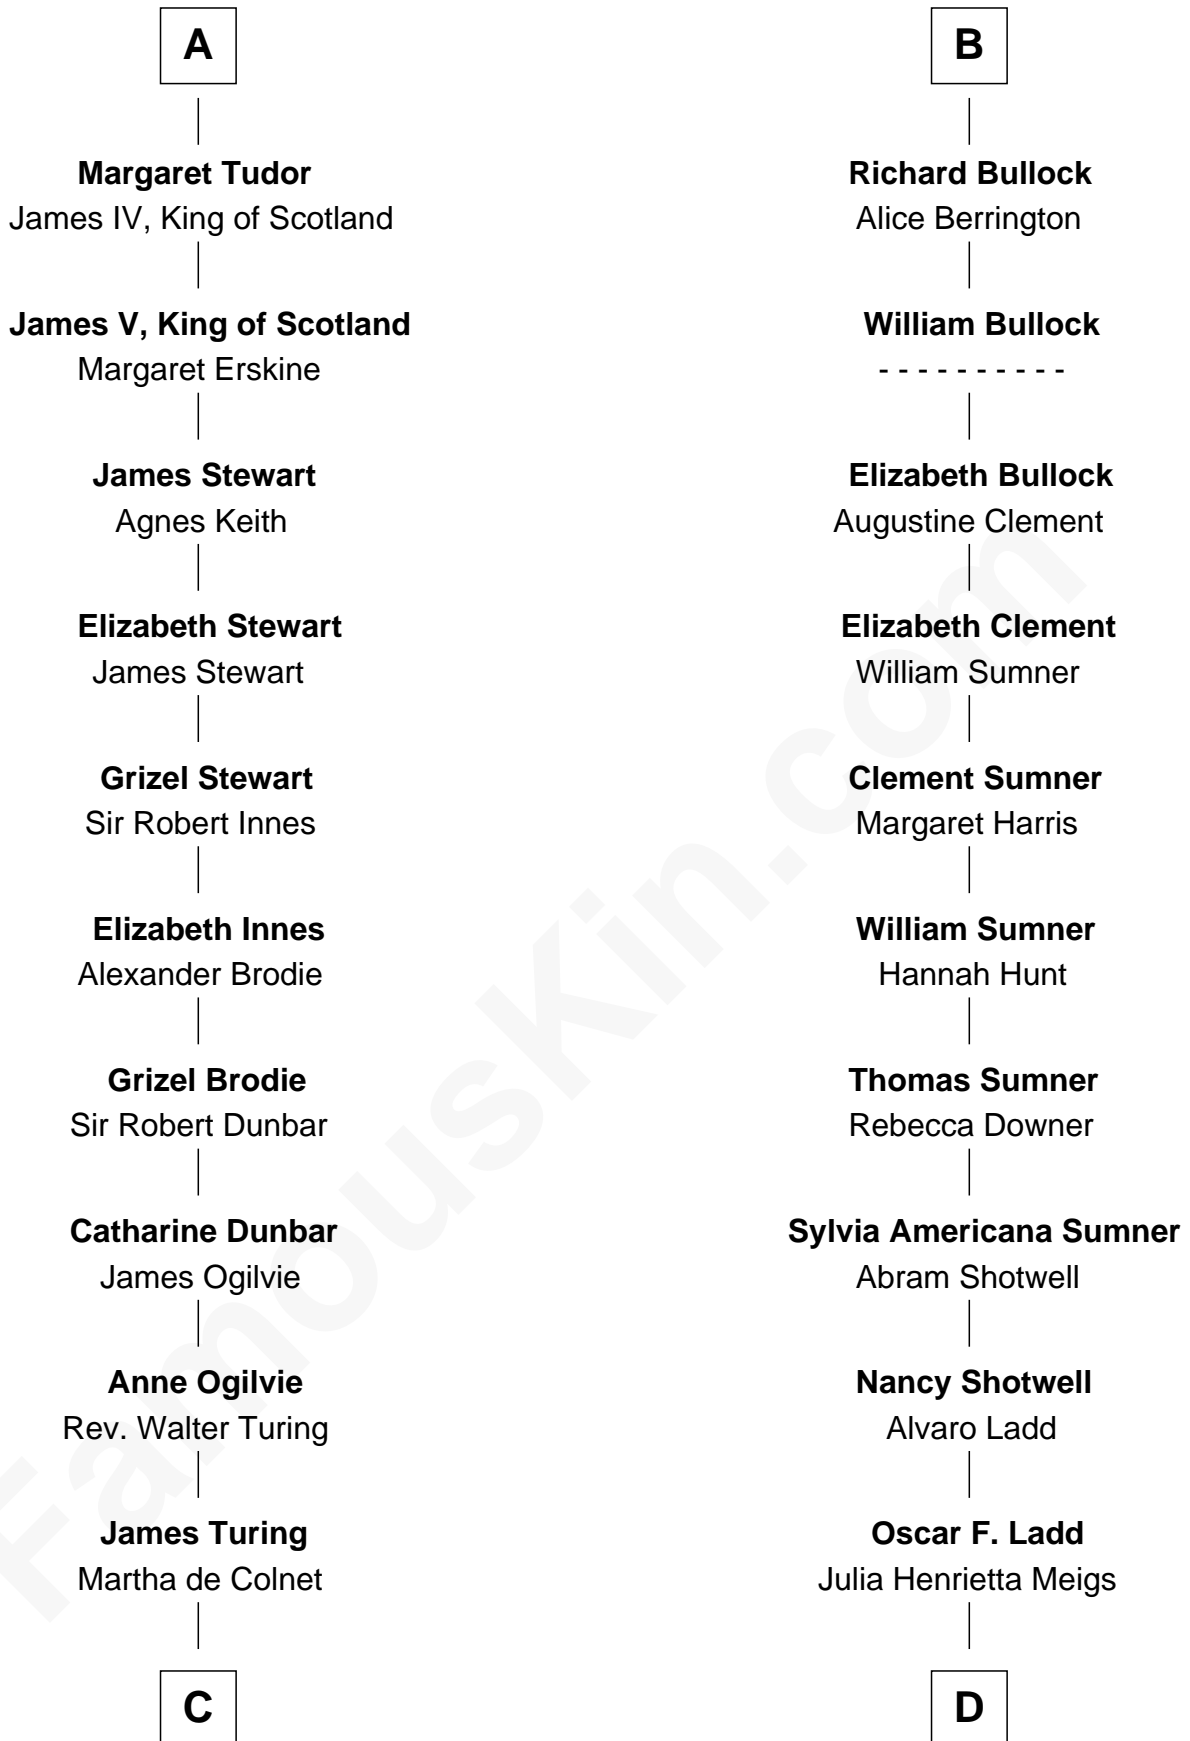 A
Margaret Tudor
James IV, King of Scotland
James V, King of Scotland
Margaret Erskine
James Stewart
Agnes Keith
Elizabeth Stewart
James Stewart
Grizel Stewart
Sir Robert Innes
Elizabeth Innes
Alexander Brodie
Grizel Brodie
Sir Robert Dunbar
Catharine Dunbar
James Ogilvie
Anne Ogilvie
Rev. Walter Turing
James Turing
Martha de Colnet
C
B
Richard Bullock
Alice Berrington
William Bullock
- - - - - - - - - -
Elizabeth Bullock
Augustine Clement
Elizabeth Clement
William Sumner
Clement Sumner
Margaret Harris
William Sumner
Hannah Hunt
Thomas Sumner
Rebecca Downer
Sylvia Americana Sumner
Abram Shotwell
Nancy Shotwell
Alvaro Ladd
Oscar F. Ladd
Julia Henrietta Meigs
D
FamousKin.com